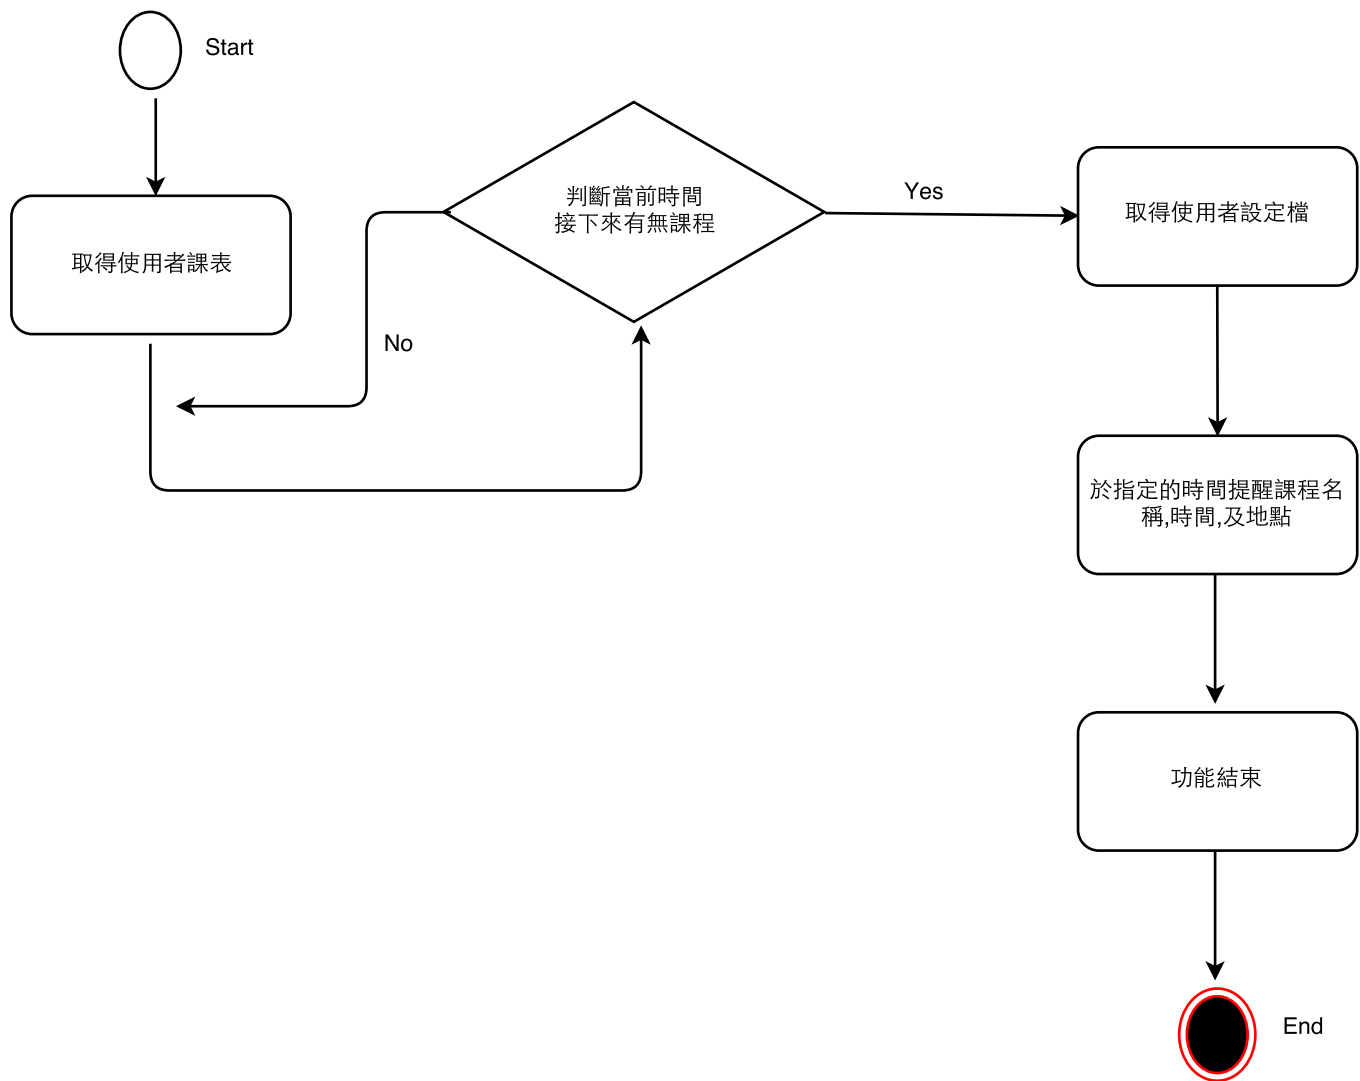 Start
取得使用者課表
判斷當前時間
接下來有無課程
No
Yes
取得使用者設定檔
於指定的時間提醒課程名
稱,時間,及地點
功能結束
End